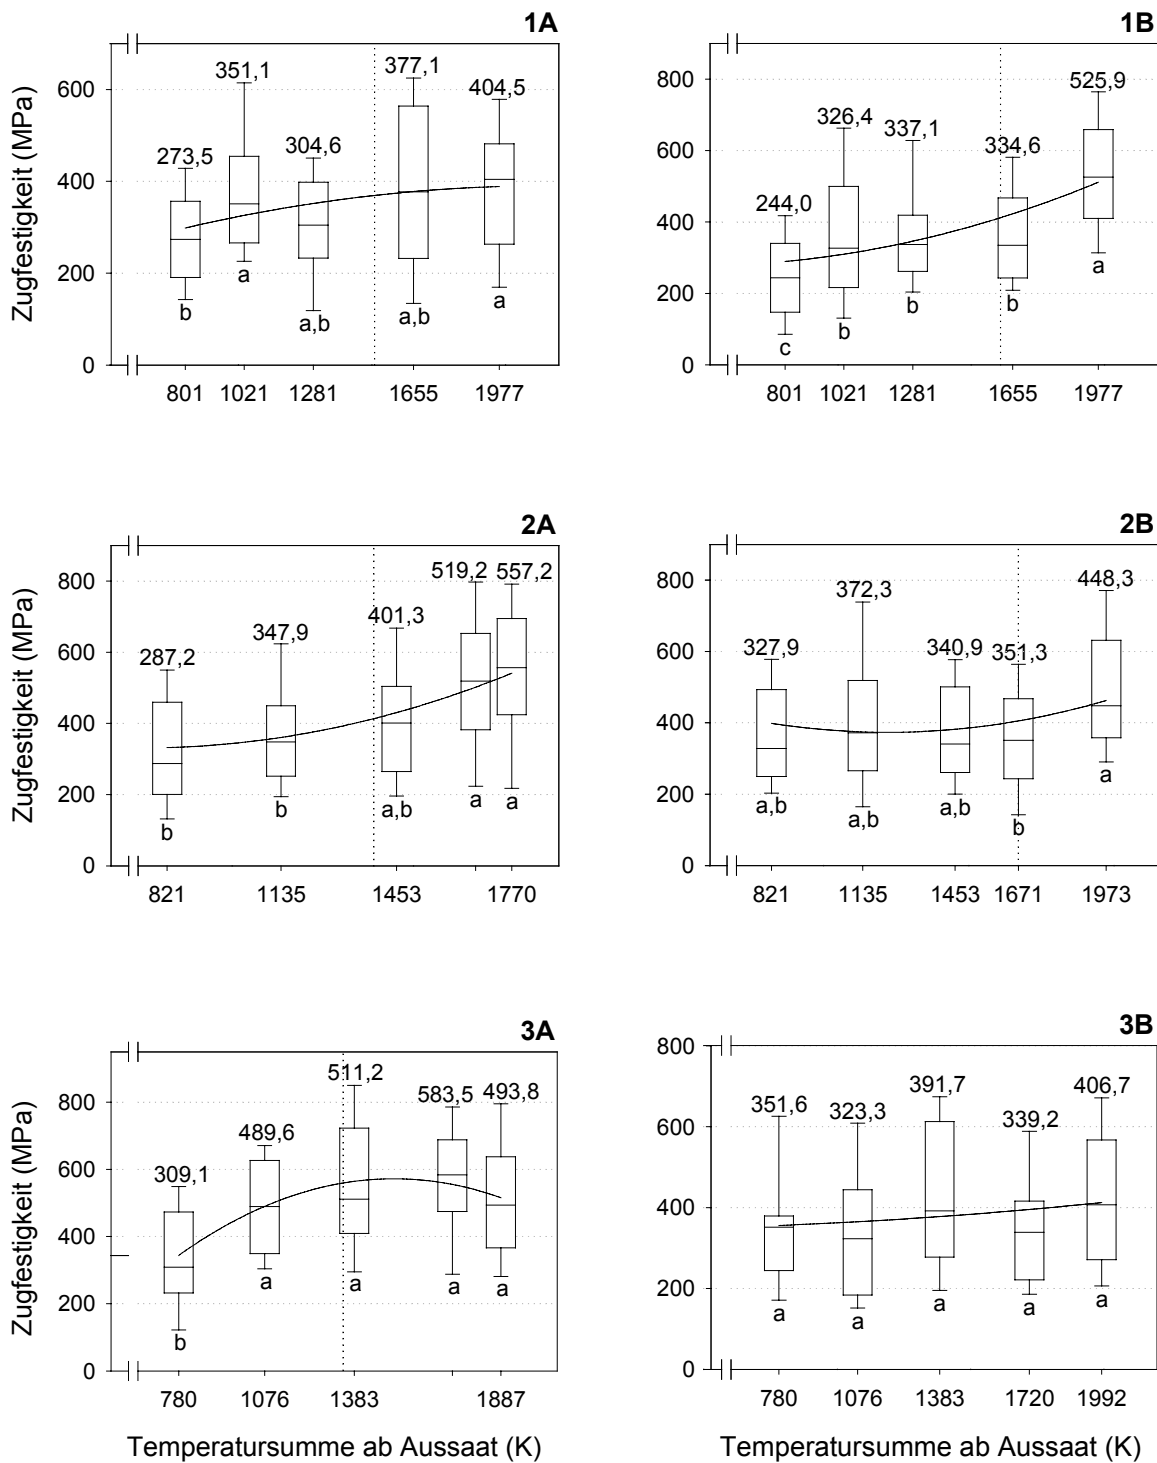 1A
Zugfestigkeit (MPa)
600
400
200
0
273,5
351,1
304,6
377,1
404,5
b
a
a,b
a,b
a
801 1021 1281 1655 1977
1B
800
600
400
200
0
244,0
326,4
337,1
334,6
525,9
c
b
b
b
a
801 1021 1281 1655 1977
2A
Zugfestigkeit (MPa)
800
600
400
200
0
287,2
347,9
401,3
519,2
557,2
b
b
a,b
a
a
821 1135 1453 1770
2B
800
600
400
200
0
327,9
372,3
340,9
351,3
448,3
a,b
a,b
a,b
b
a
821 1135 1453 1671 1973
3A
Zugfestigkeit (MPa)
800
600
400
200
0
309,1
489,6
511,2
583,5
493,8
b
a
a
a
a
780 1076 1383 1887
Temperatursumme ab Aussaat (K)
3B
800
600
400
200
0
351,6
323,3
391,7
339,2
406,7
a
a
a
a
a
780 1076 1383 1720 1992
Temperatursumme ab Aussaat (K)